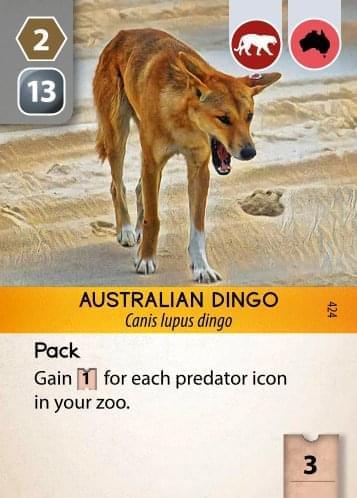 2
13
AUSTRALIAN DINGO
Canis lupus dingo
424
Pack
Gain 1 for each predator icon
in your zoo.
3